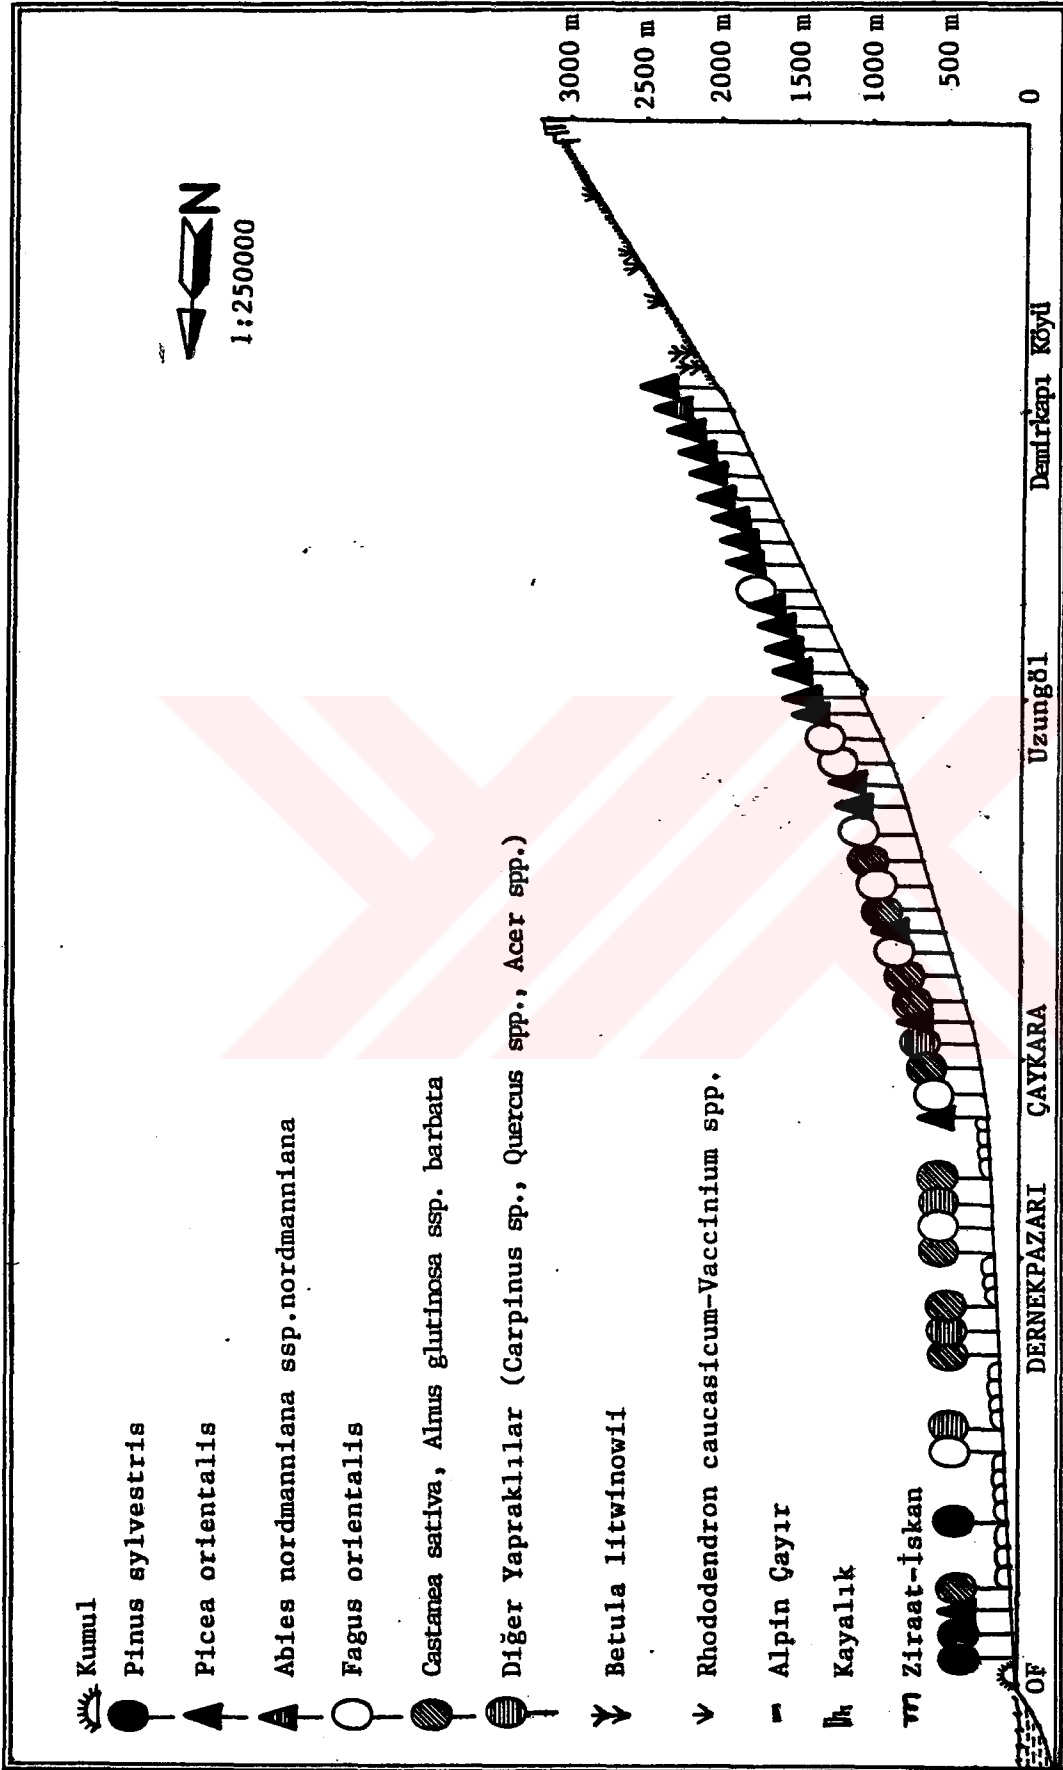 N
1:250000
Kumul
Pinus sylvestris
Picea orientalis
Abies nordmanniana ssp.nordmanniana
Fagus orientalis
Castanea sativa, Alnus glutinosa ssp. barbata
Diğer Yapraklılar (Carpinus sp., Quercus spp., Acer spp.)
Betula litwinowii
Rhododendron caucasicum-Vaccinium spp.
Alpin Çayır
Kayalık
Ziraat-İskan
3000 m
2500 m
2000 m
1500 m
1000 m
500 m
0
OF
DERNEKPAZARI
ÇAYKARA
Uzungöl
Demirkapı Köyü